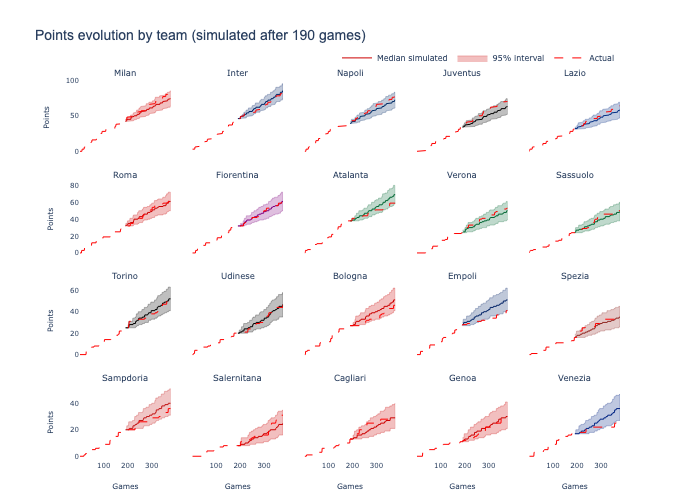 Points evolution by team (simulated after 190 games)
Median simulated 95% interval Actual
Milan Inter Napoli Juventus Lazio
100
50
0
Points
Roma Fiorentina Atalanta Verona Sassuolo
80
60
40
20
0
Points
Torino Udinese Bologna Empoli Spezia
60
40
20
0
Points
Sampdoria Salernitana Cagliari Genoa Venezia
40
20
0
Points
100 200 300 100 200 300 100 200 300 100 200 300 100 200 300
Games Games Games Games Games